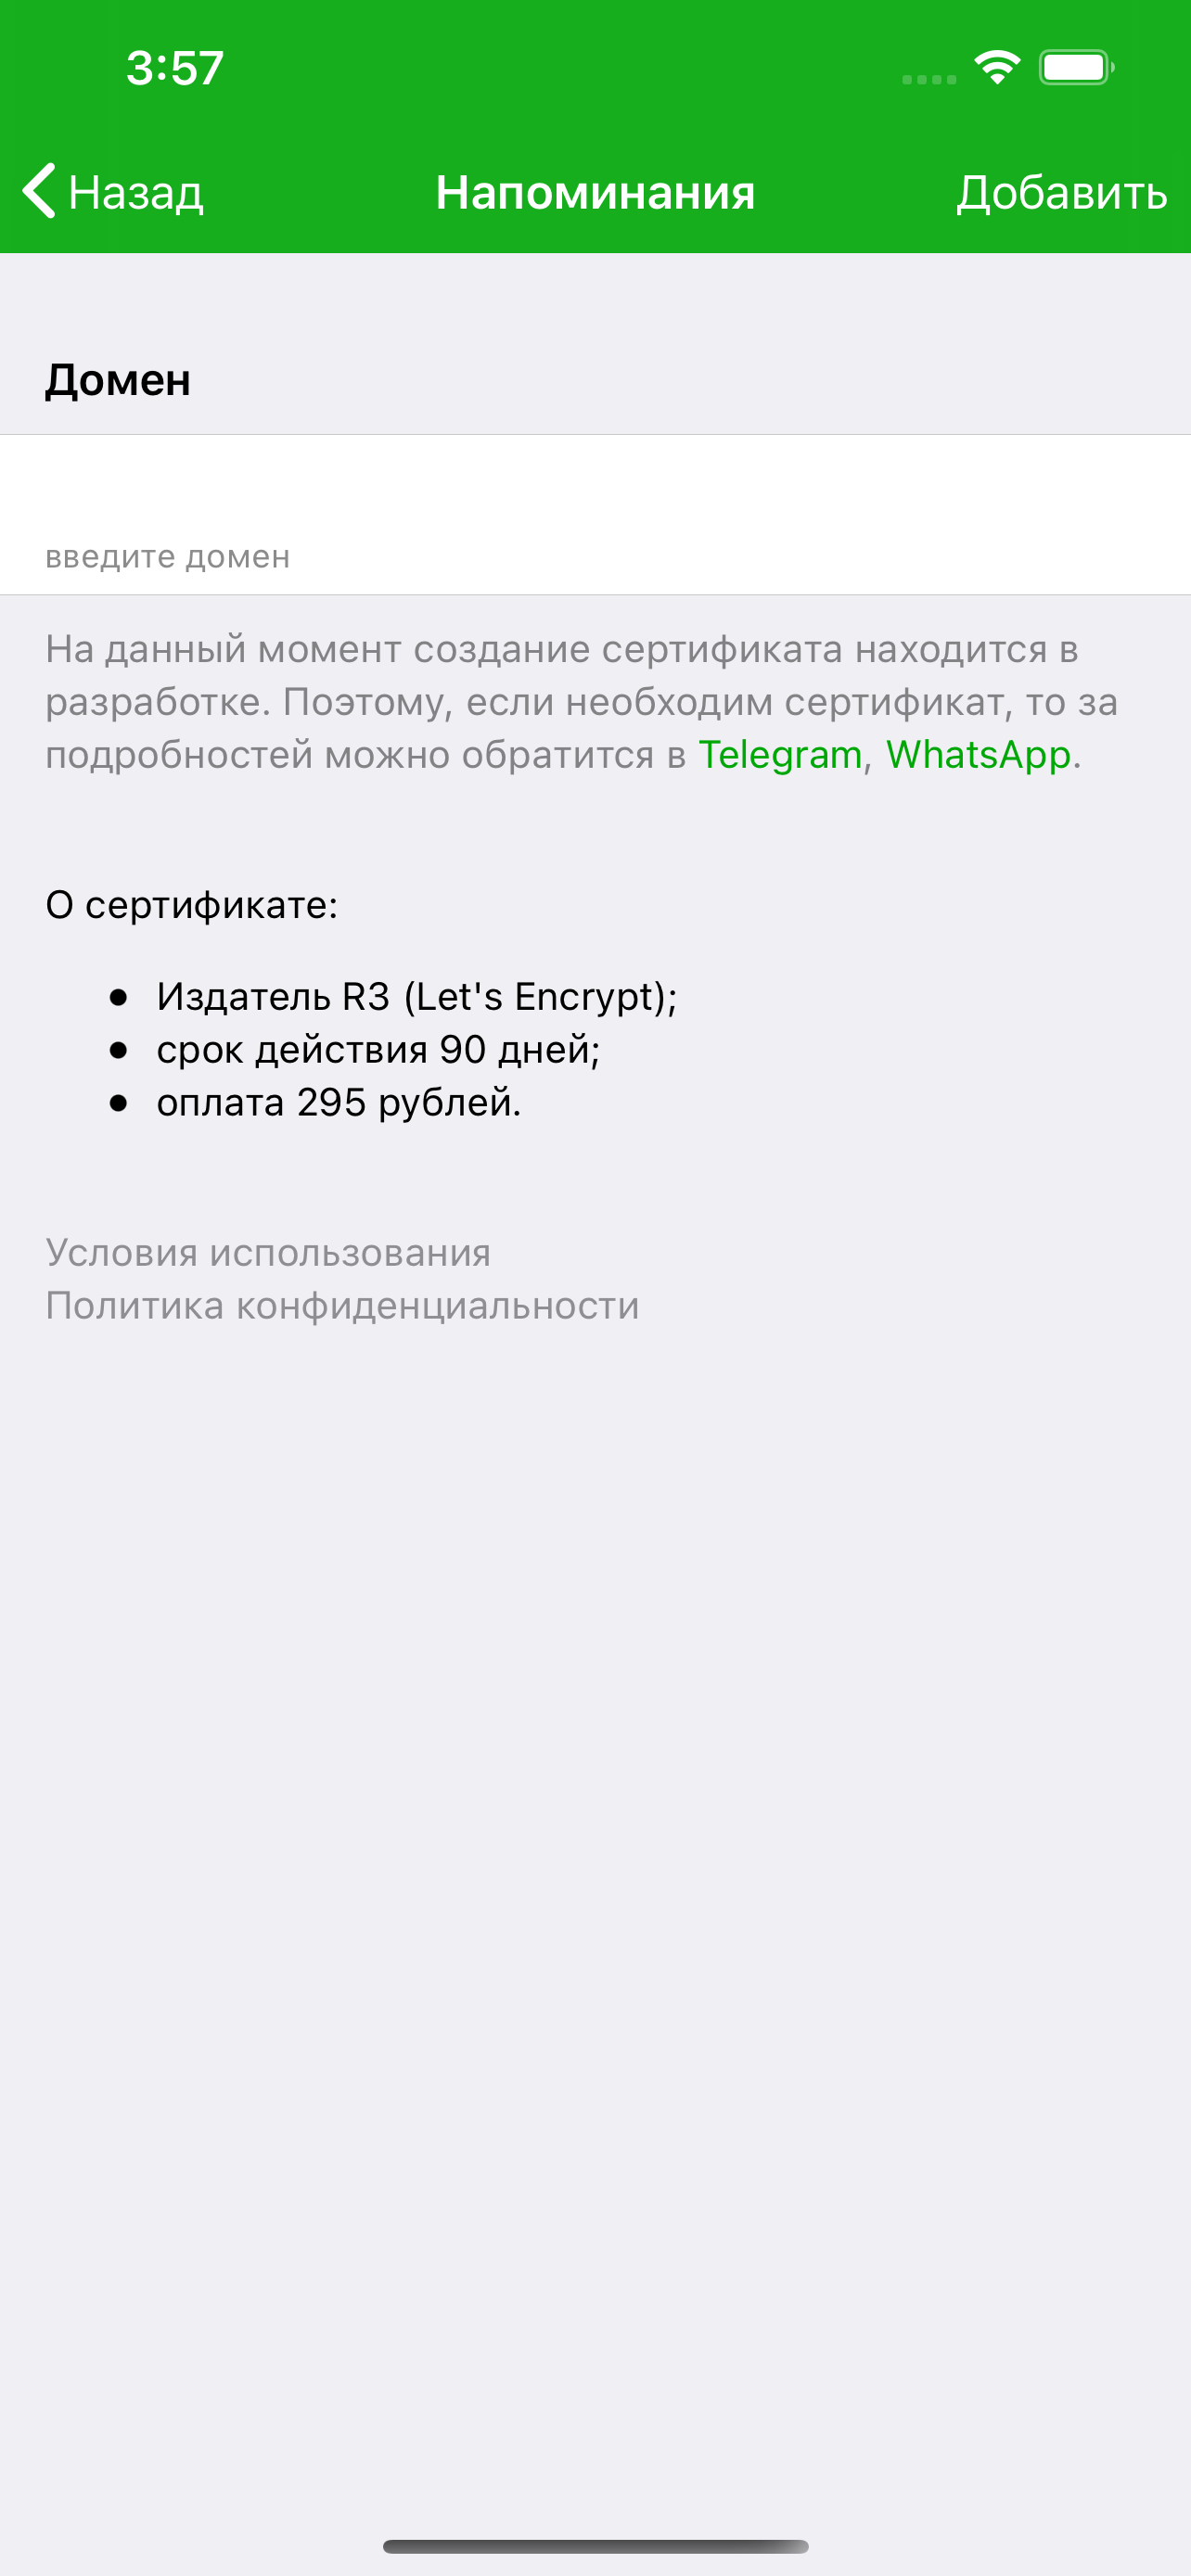 3:57
Назад
Напоминания
Добавить
Домен
введите домен
На данный момент создание сертификата находится в
разработке. Поэтому, если необходим сертификат, то за
подробностей можно обратится в Telegram, WhatsApp.
О сертификате:
● Издатель R3 (Let's Encrypt);
● срок действия 90 дней;
● оплата 295 рублей.
Условия использования
Политика конфиденциальности